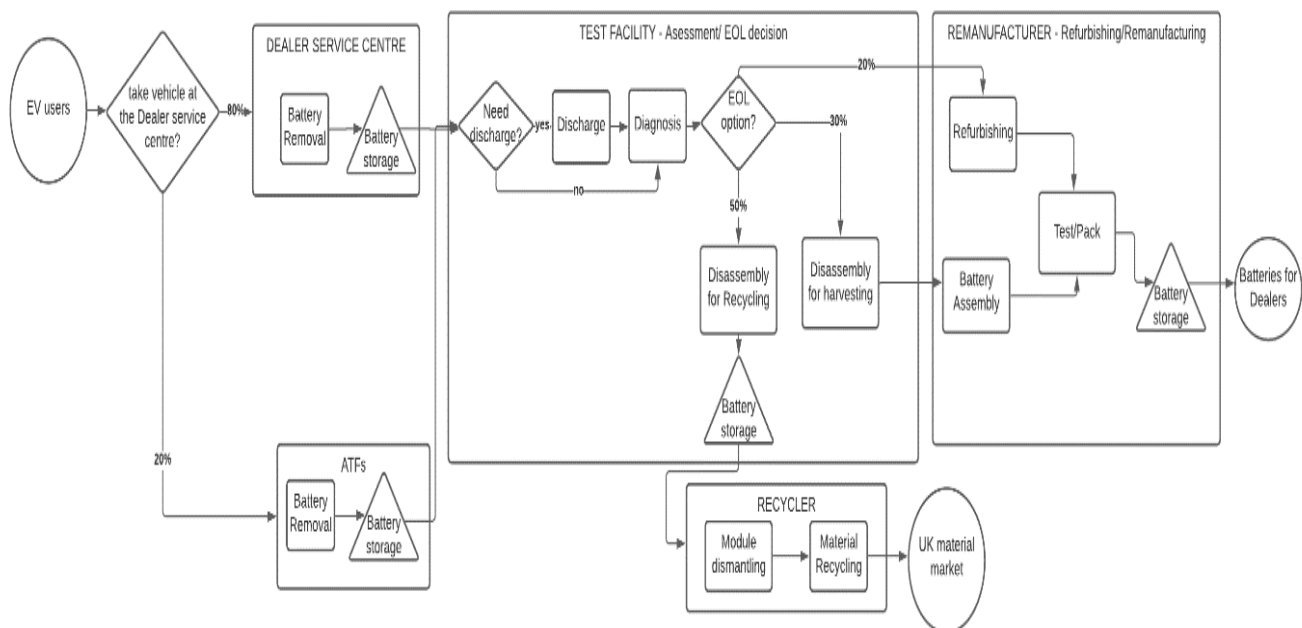 EV users
take vehicle at
the Dealer service
centre?
80%
20%
DEALER SERVICE CENTRE
Battery
Removal
Battery
storage
ATFs
Battery
Removal
Battery
storage
TEST FACILITY - Asessment/ EOL decision
Need
discharge?
yes
no
Discharge
Diagnosis
EOL
option?
20%
30%
50%
Disassembly
for Recycling
Disassembly
for harvesting
Battery
storage
REMANUFACTURER - Refurbishing/Remanufacturing
Refurbishing
Test/Pack
Battery
Assembly
Battery
storage
Batteries for
Dealers
RECYCLER
Module
dismantling
Material
Recycling
UK material
market